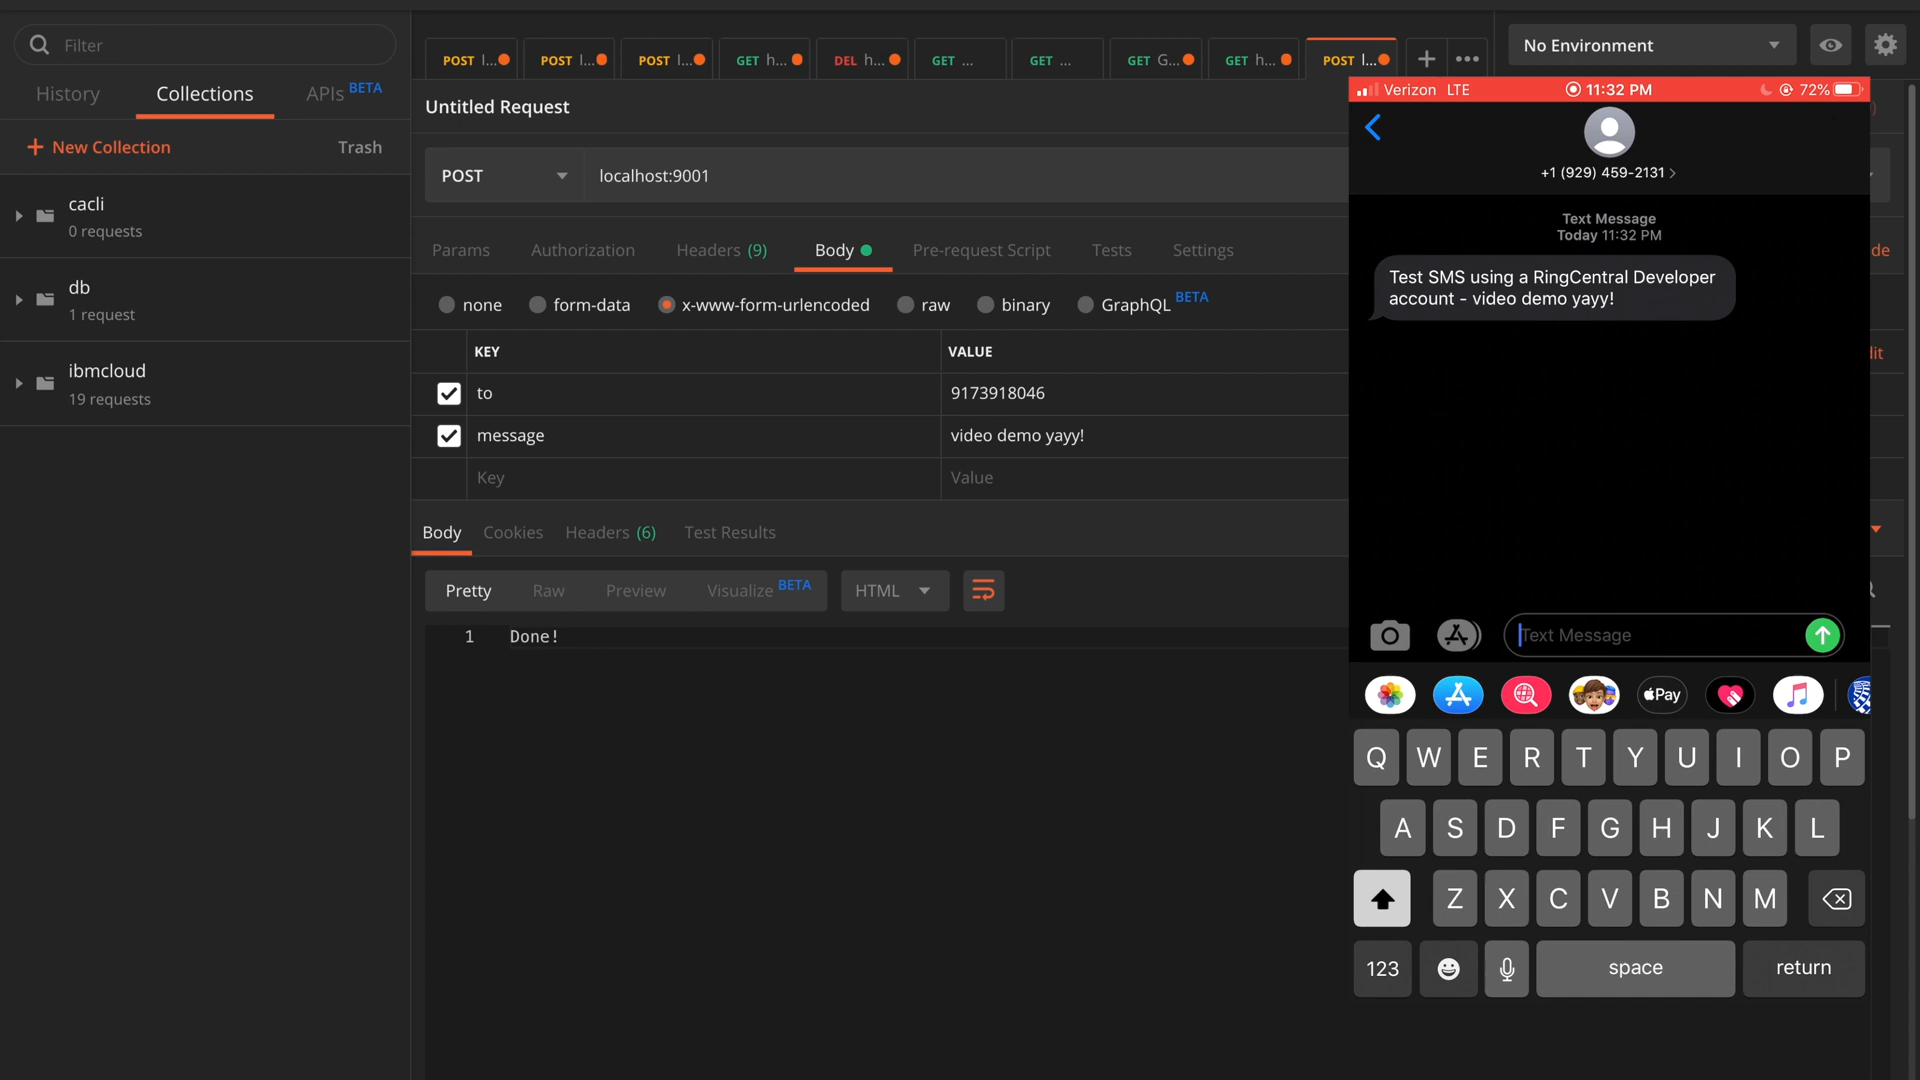 Filter
History
Collections
APIs BETA
New Collection
Trash
cacli
0 requests
db
1 request
ibmcloud
19 requests
POST l...
POST l...
POST l...
GET h...
DEL h...
GET ...
GET ...
GET G...
GET h...
POST l...
No Environment
Untitled Request
POST
localhost:9001
Params
Authorization
Headers (9)
Body
Pre-request Script
Tests
Settings
de
none
form-data
x-www-form-urlencoded
raw
binary
GraphQL BETA
KEY
VALUE
it
to
9173918046
message
video demo yayy!
Key
Value
Body
Cookies
Headers (6)
Test Results
Pretty
Raw
Preview
Visualize BETA
HTML
1
Done!
Verizon LTE
11:32 PM
72%
+1 (929) 459-2131
Text Message
Today 11:32 PM
Test SMS using a RingCentral Developer
account - video demo yayy!
Text Message
Pay
Q W E R T Y U I O P
A S D F G H J K L
Z X C V B N M
123
space
return